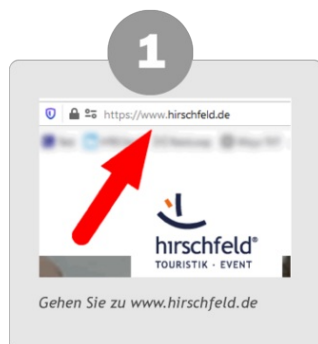 1
https://www.hirschfeld.de
hirschfeld®
TOURISTIK - EVENT
Gehen Sie zu www.hirschfeld.de